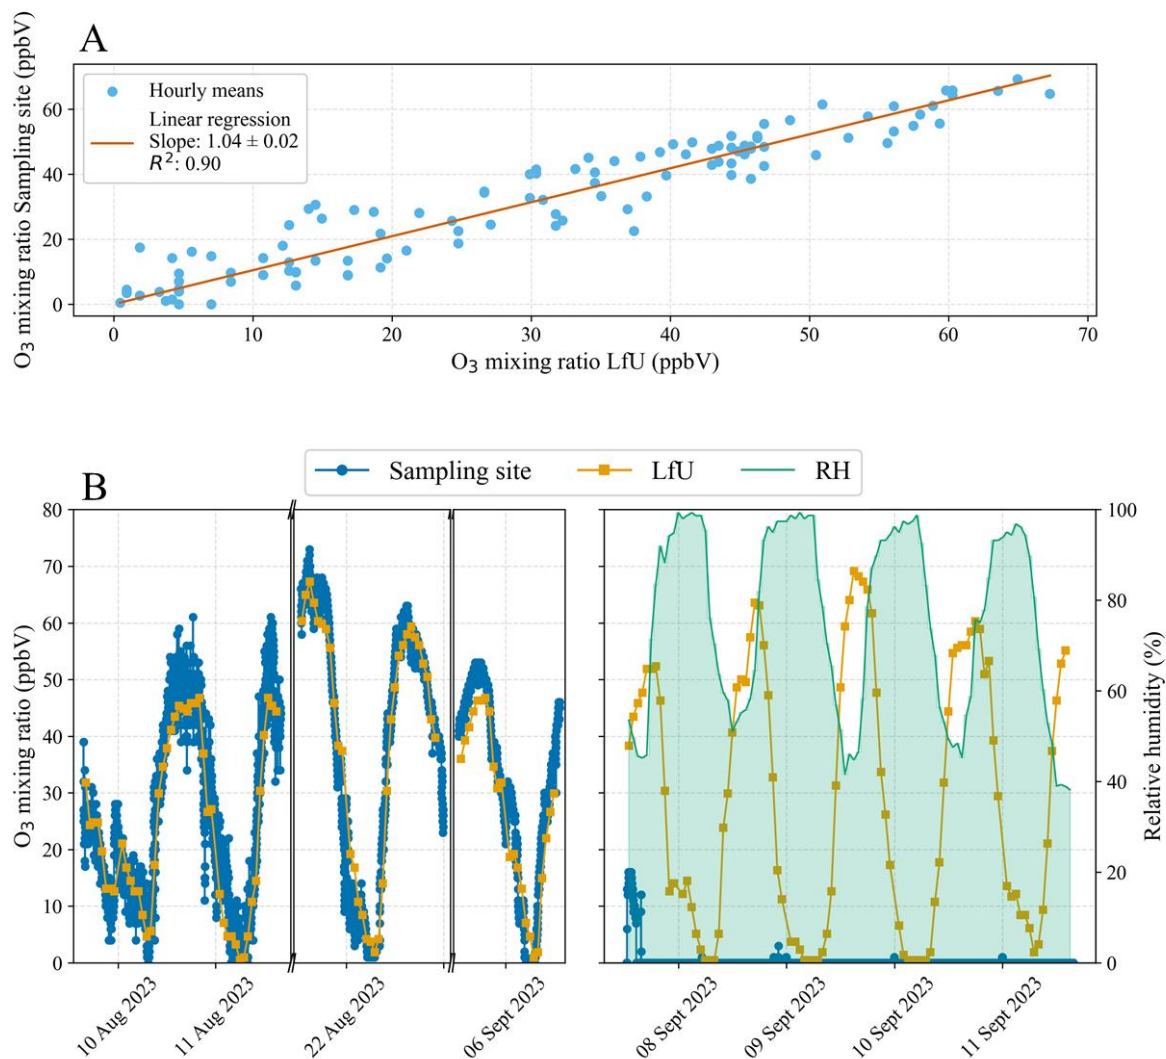 A
O₃ mixing ratio Sampling site (ppbV)
60
40
20
0
Hourly means
Linear regression
Slope: 1.04 ± 0.02
R²: 0.90
0 10 20 30 40 50 60 70
O₃ mixing ratio LfU (ppbV)
Sampling site LfU RH
B
O₃ mixing ratio (ppbV)
80
70
60
50
40
30
20
10
0
100
80
60
40
20
0
Relative humidity (%)
10 Aug 2023
11 Aug 2023
22 Aug 2023
06 Sept 2023
08 Sept 2023
09 Sept 2023
10 Sept 2023
11 Sept 2023